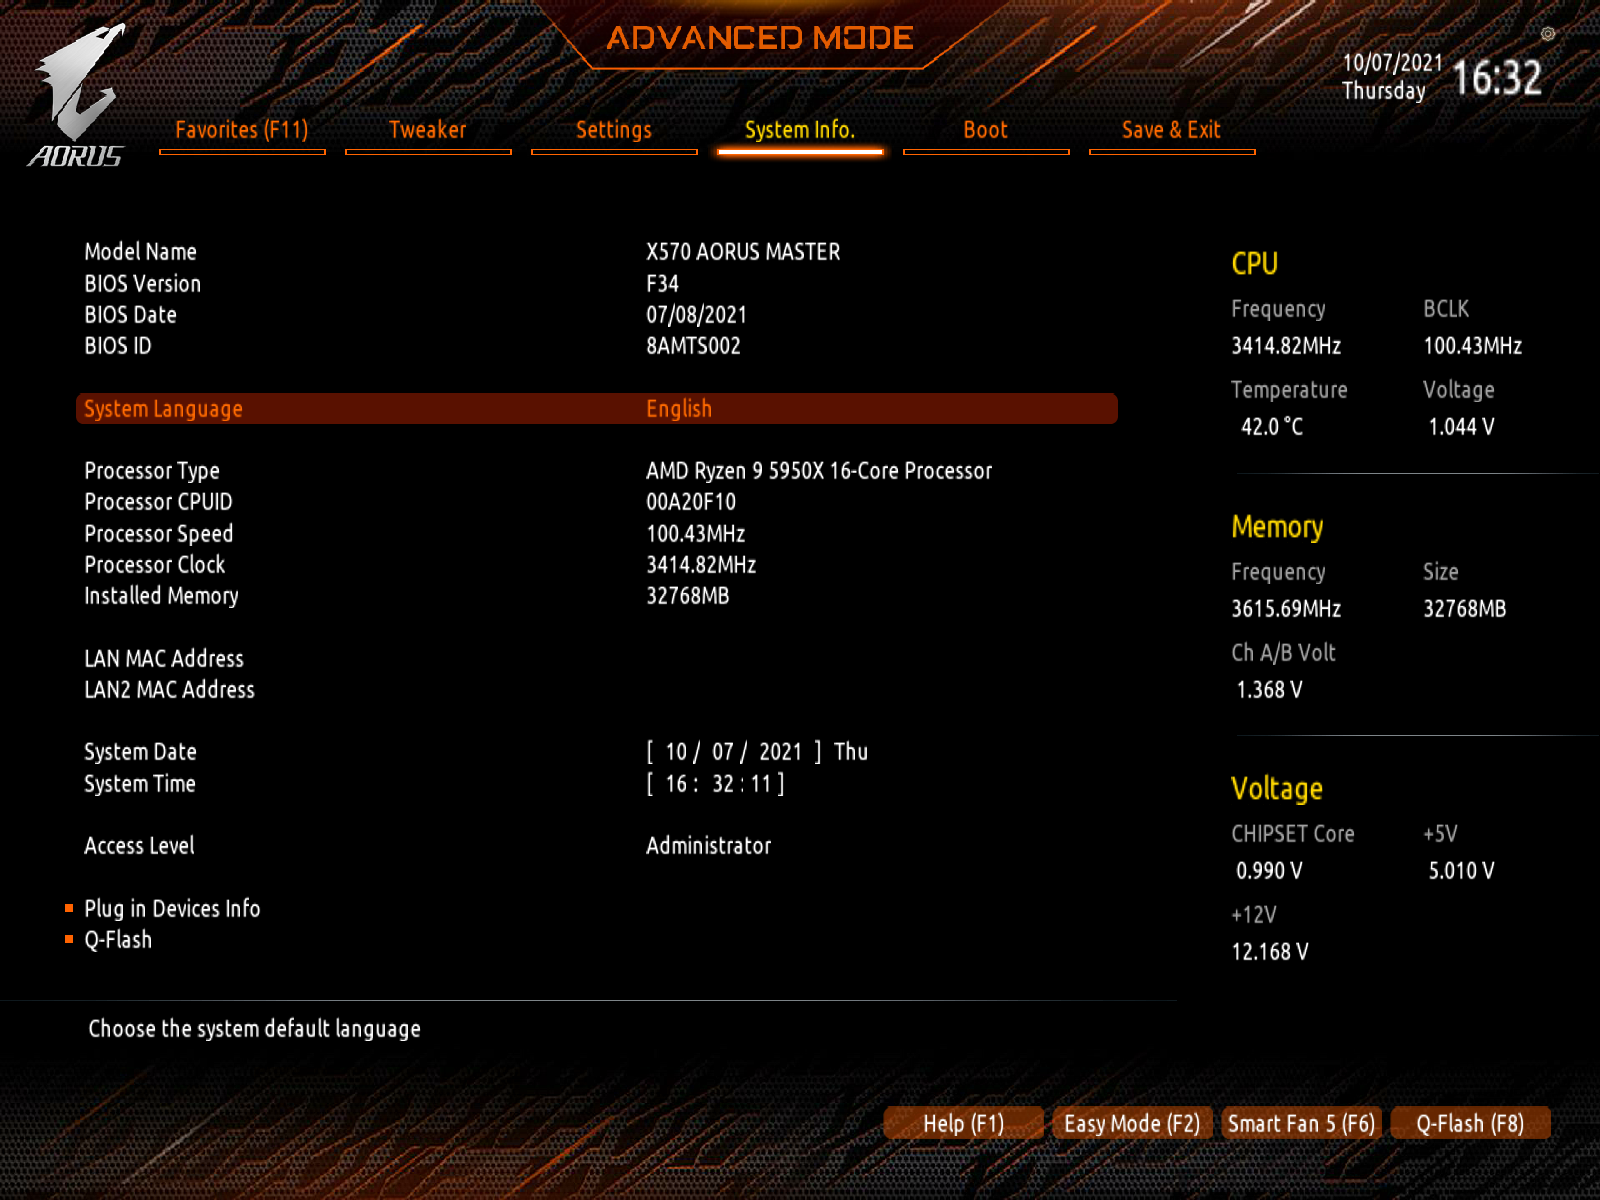 ADVANCED MODE
AORUS
10/07/2021
Thursday
16:32
Favorites (F11)
Tweaker
Settings
System Info.
Boot
Save & Exit
Model Name X570 AORUS MASTER
BIOS Version F34
BIOS Date 07/08/2021
BIOS ID 8AMTS002
System Language English
Processor Type AMD Ryzen 9 5950X 16-Core Processor
Processor CPUID 00A20F10
Processor Speed 100.43MHz
Processor Clock 3414.82MHz
Installed Memory 32768MB
LAN MAC Address
LAN2 MAC Address
System Date [ 10 / 07 / 2021 ] Thu
System Time [ 16 : 32 : 11 ]
Access Level Administrator
Plug in Devices Info
Q-Flash
Choose the system default language
CPU
Frequency BCLK
3414.82MHz 100.43MHz
Temperature Voltage
42.0 °C 1.044 V
Memory
Frequency Size
3615.69MHz 32768MB
Ch A/B Volt
1.368 V
Voltage
CHIPSET Core +5V
0.990 V 5.010 V
+12V
12.168 V
Help (F1)
Easy Mode (F2)
Smart Fan 5 (F6)
Q-Flash (F8)